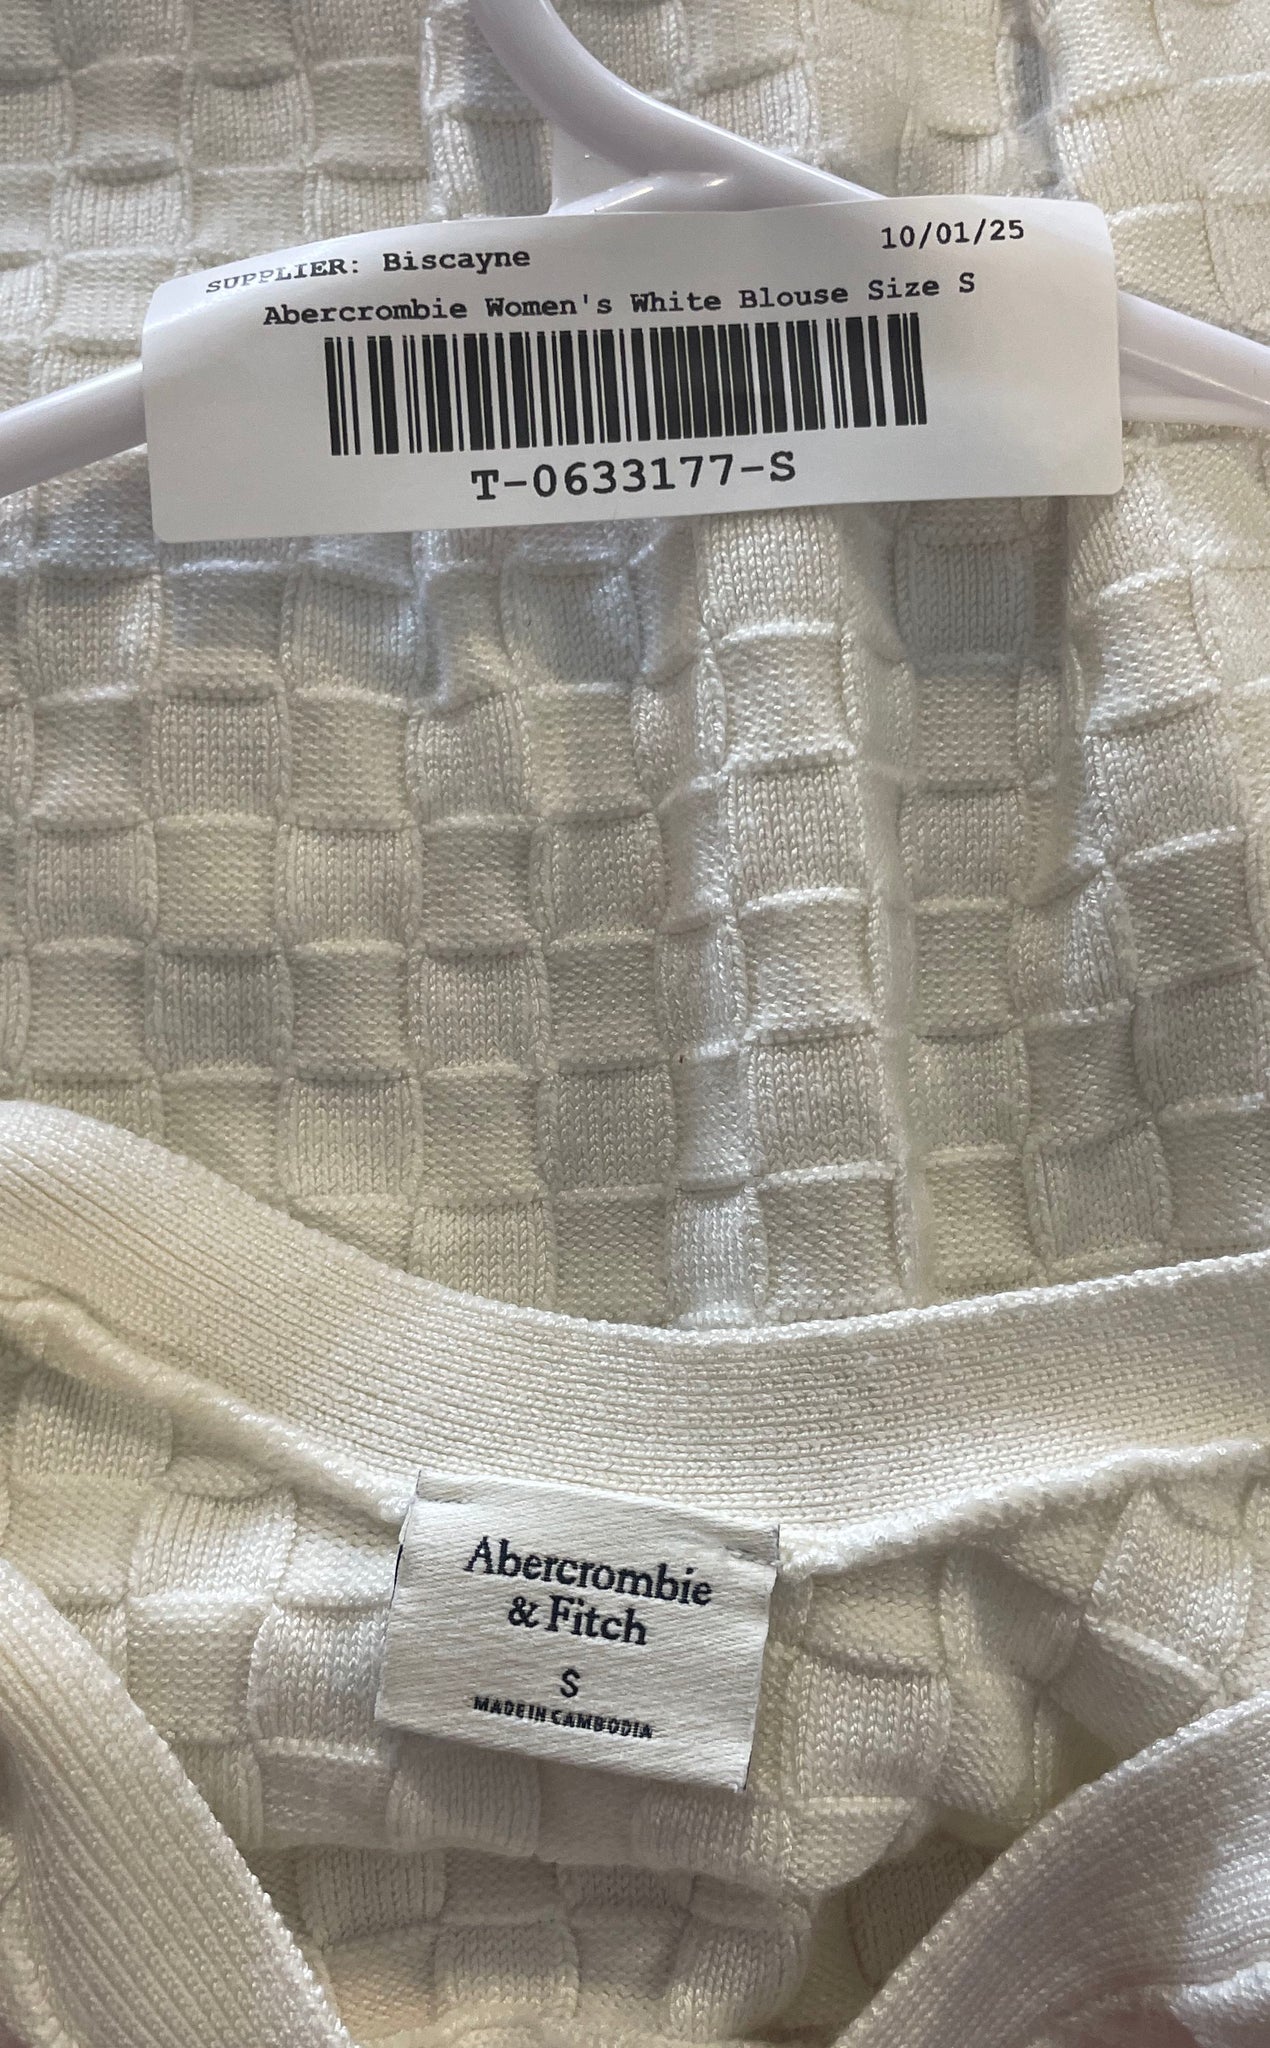 SUPPLIER: Biscayne 10/01/25
Abercrombie Women's White Blouse Size S
T-0633177-S
Abercrombie
& Fitch
S
MADE IN CAMBODIA